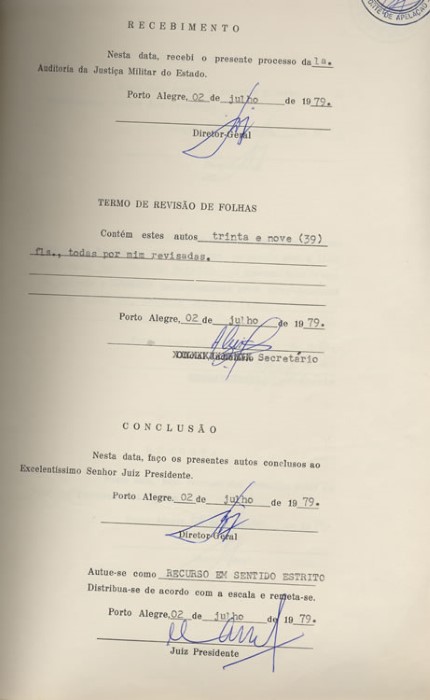 DE APELAÇÃO
RECEBIMENTO
Nesta data, recebi o presente processo da 1a.
Auditoria da Justiça Militar do Estado.
Porto Alegre, 02 de julho de 1979.
Diretor-Geral
TERMO DE REVISÃO DE FOLHAS
Contém estes autos trinta e nove (39)
fls., todas por mim revisadas.
Porto Alegre, 02 de julho de 1979.
Secretário
CONCLUSÃO
Nesta data, faço os presentes autos conclusos ao
Excelentíssimo Senhor Juiz Presidente.
Porto Alegre, 02 de julho de 1979.
Diretor-Geral
Autue-se como RECURSO EM SENTIDO ESTRITO
Distribua-se de acordo com a escala e remeta-se.
Porto Alegre, 02 de julho de 1979.
Juiz Presidente